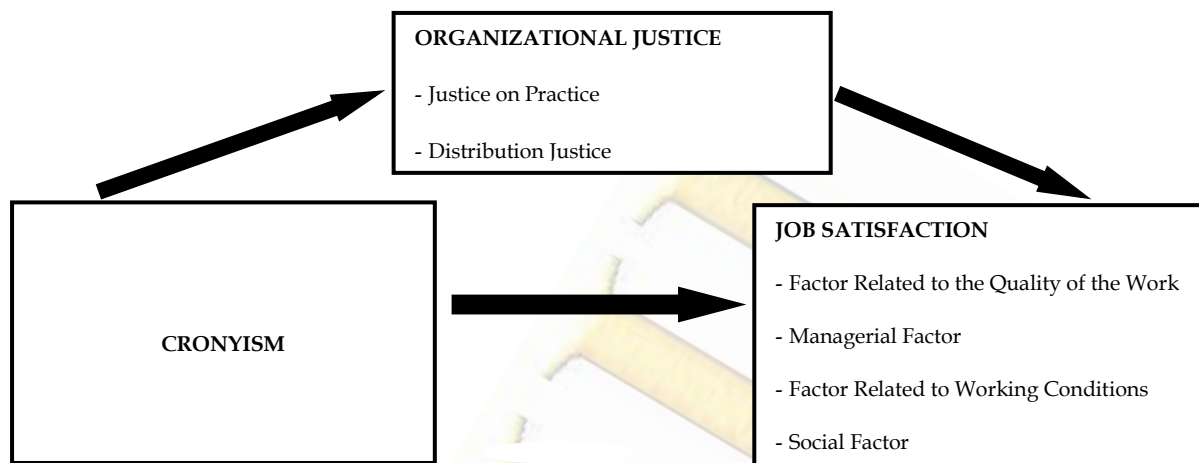 ORGANIZATIONAL JUSTICE
- Justice on Practice
- Distribution Justice
CRONYISM
JOB SATISFACTION
- Factor Related to the Quality of the Work
- Managerial Factor
- Factor Related to Working Conditions
- Social Factor